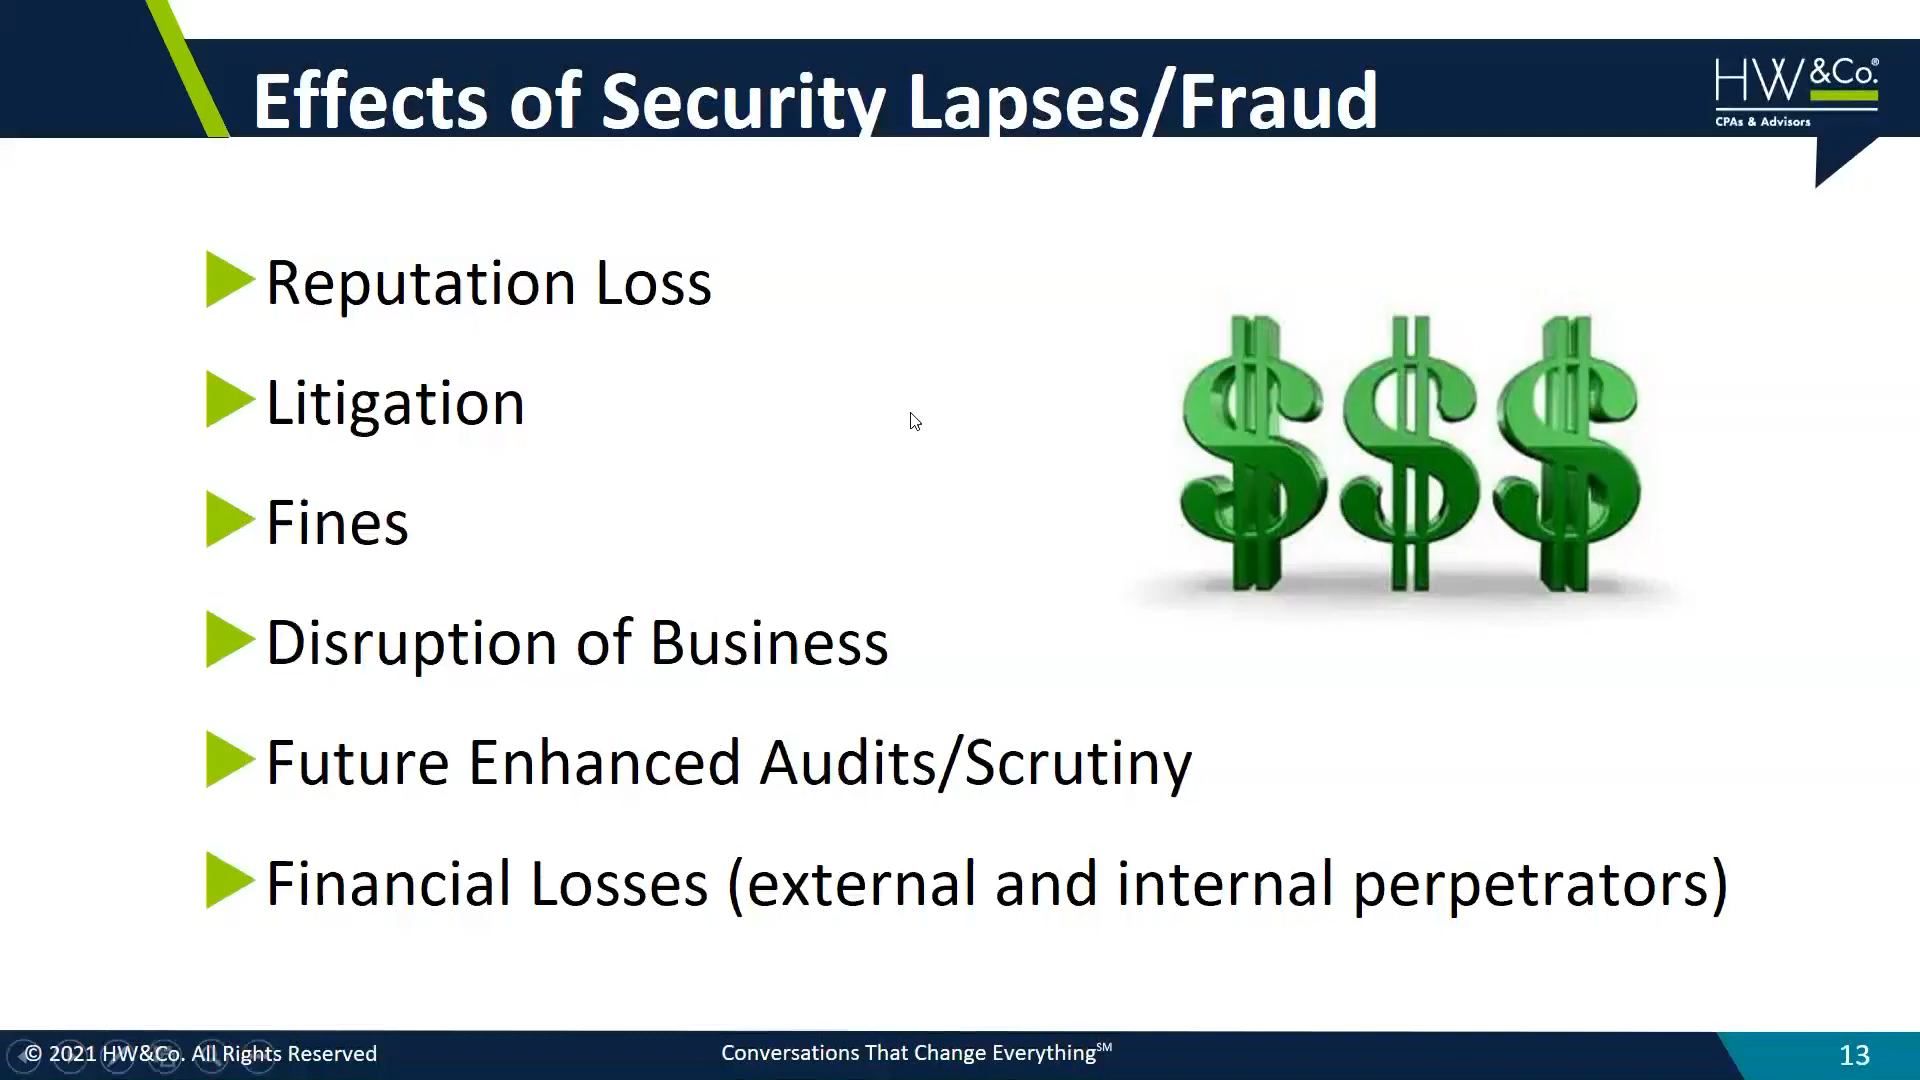 Effects of Security Lapses/Fraud
HW&Co.®
CPAs & Advisors
Reputation Loss
Litigation
Fines
Disruption of Business
Future Enhanced Audits/Scrutiny
Financial Losses (external and internal perpetrators)
$$$
© 2021 HW&Co. All Rights Reserved
Conversations That Change Everything℠
13